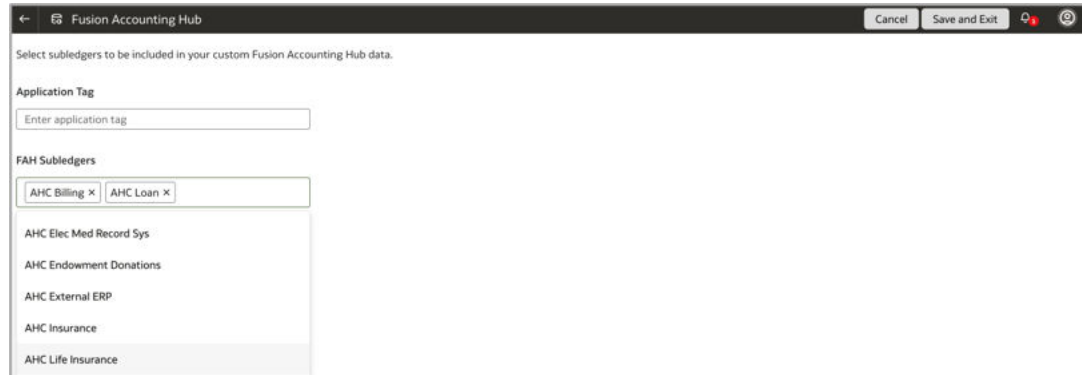 ← Fusion Accounting Hub Cancel Save and Exit 1
Select subledgers to be included in your custom Fusion Accounting Hub data.
Application Tag
Enter application tag
FAH Subledgers
AHC Billing × AHC Loan ×
AHC Elec Med Record Sys
AHC Endowment Donations
AHC External ERP
AHC Insurance
AHC Life Insurance